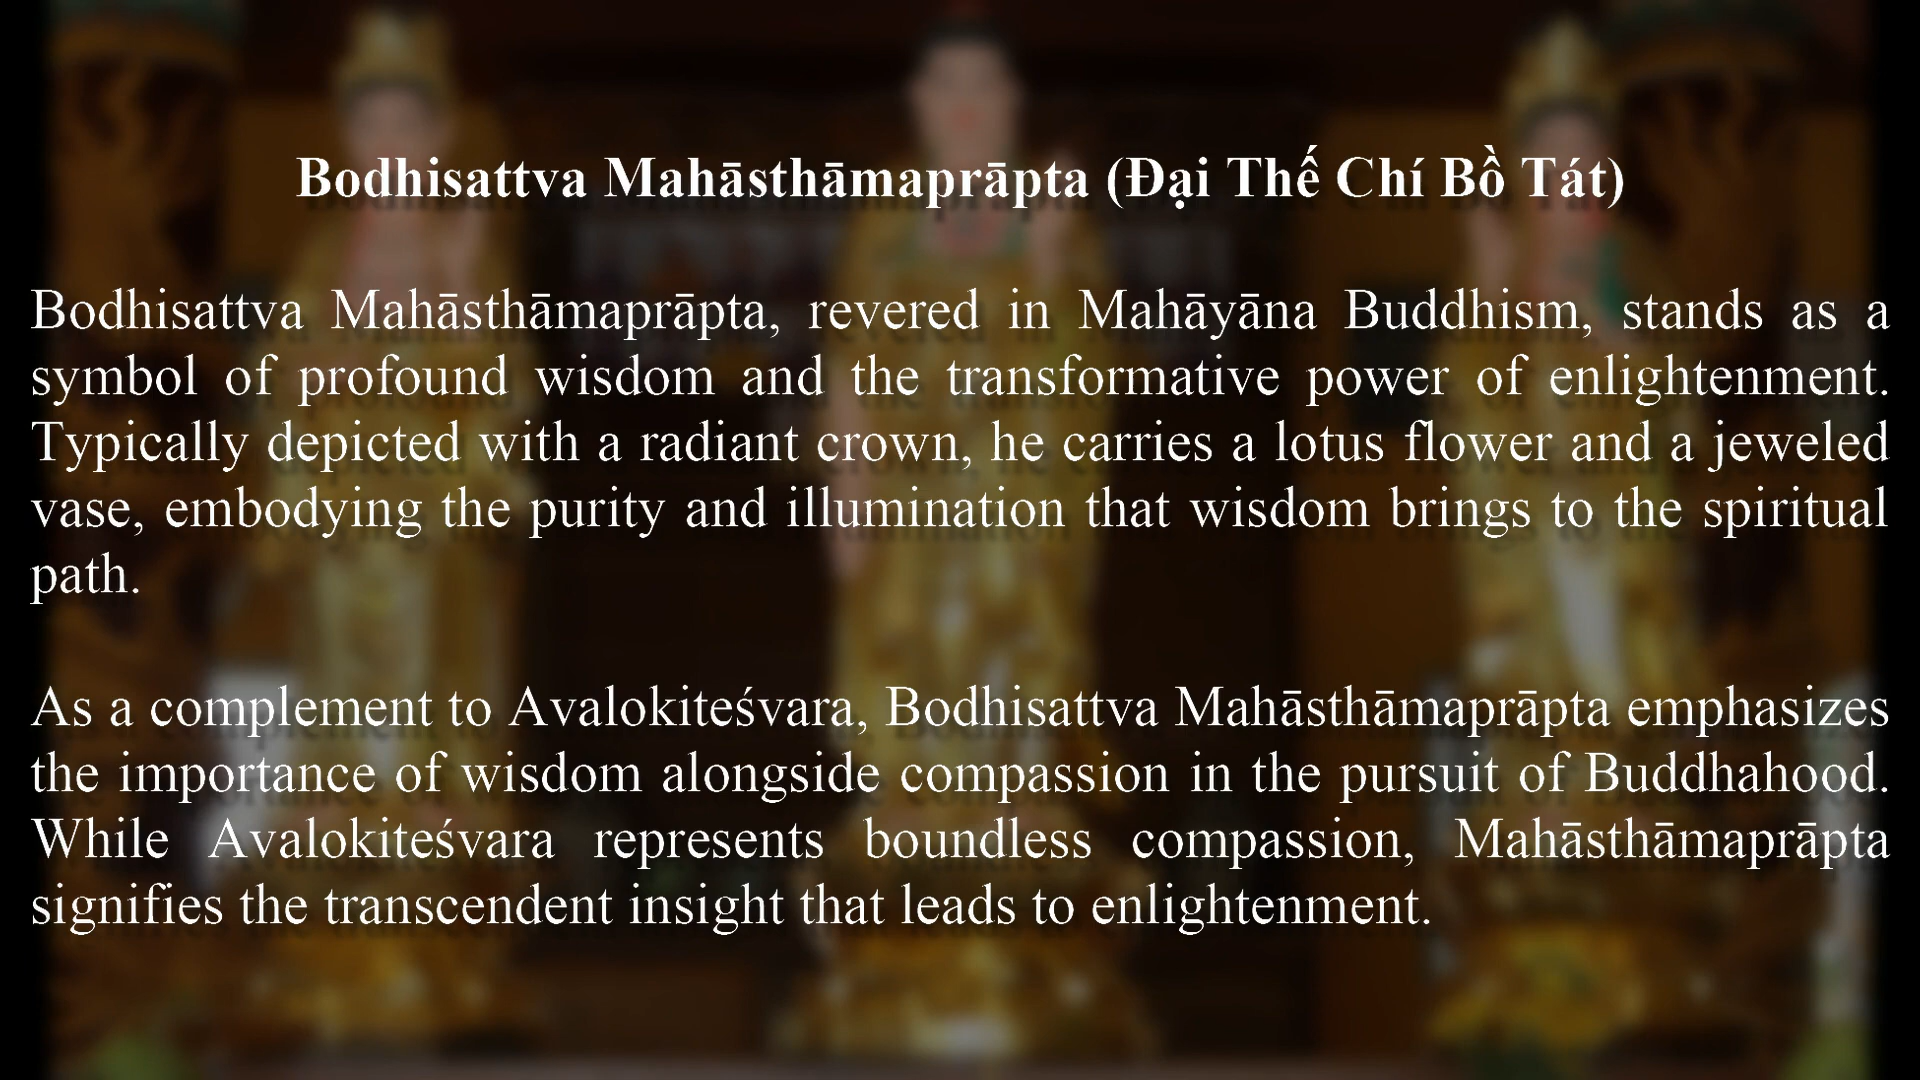 Bodhisattva Mahāsthāmaprāpta (Đại Thế Chí Bồ Tát)
Bodhisattva Mahāsthāmaprāpta, revered in Mahāyāna Buddhism, stands as a
symbol of profound wisdom and the transformative power of enlightenment.
Typically depicted with a radiant crown, he carries a lotus flower and a jeweled
vase, embodying the purity and illumination that wisdom brings to the spiritual
path.
As a complement to Avalokiteśvara, Bodhisattva Mahāsthāmaprāpta emphasizes
the importance of wisdom alongside compassion in the pursuit of Buddhahood.
While Avalokiteśvara represents boundless compassion, Mahāsthāmaprāpta
signifies the transcendent insight that leads to enlightenment.